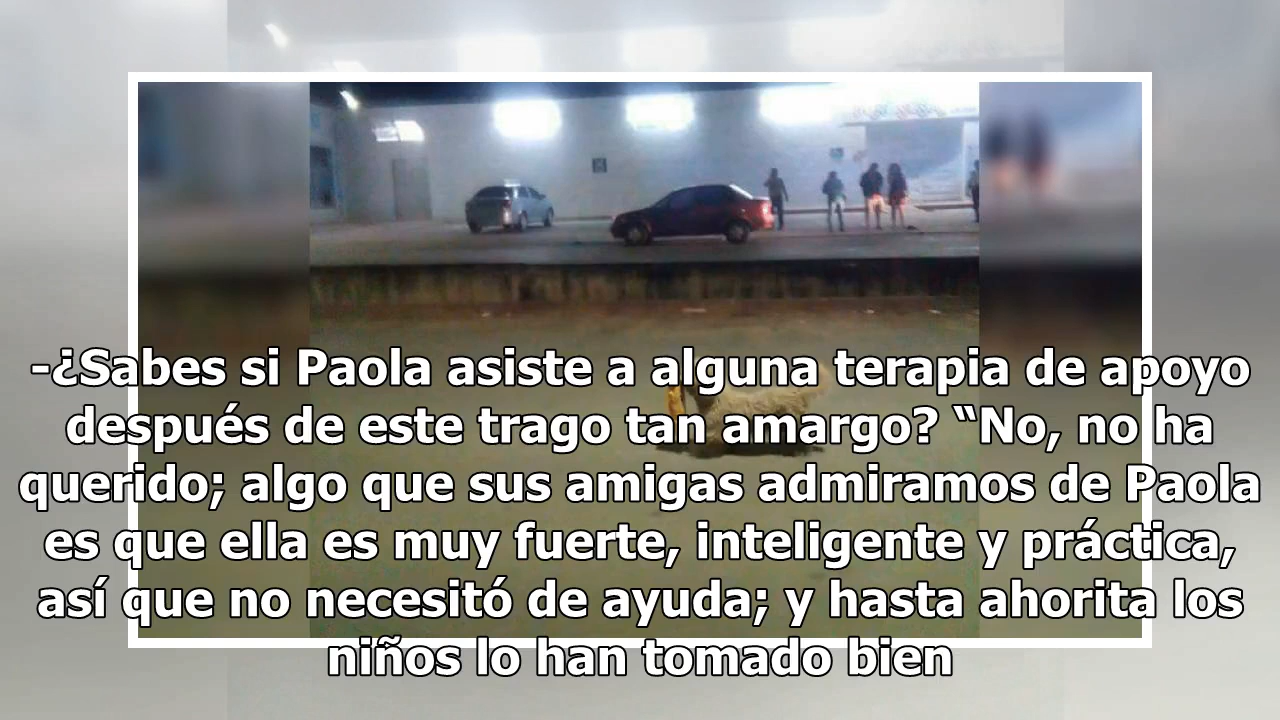 -¿Sabes si Paola asiste a alguna terapia de apoyo
después de este trago tan amargo? “No, no ha
querido; algo que sus amigas admiramos de Paola
es que ella es muy fuerte, inteligente y práctica,
así que no necesitó de ayuda; y hasta ahorita los
niños lo han tomado bien